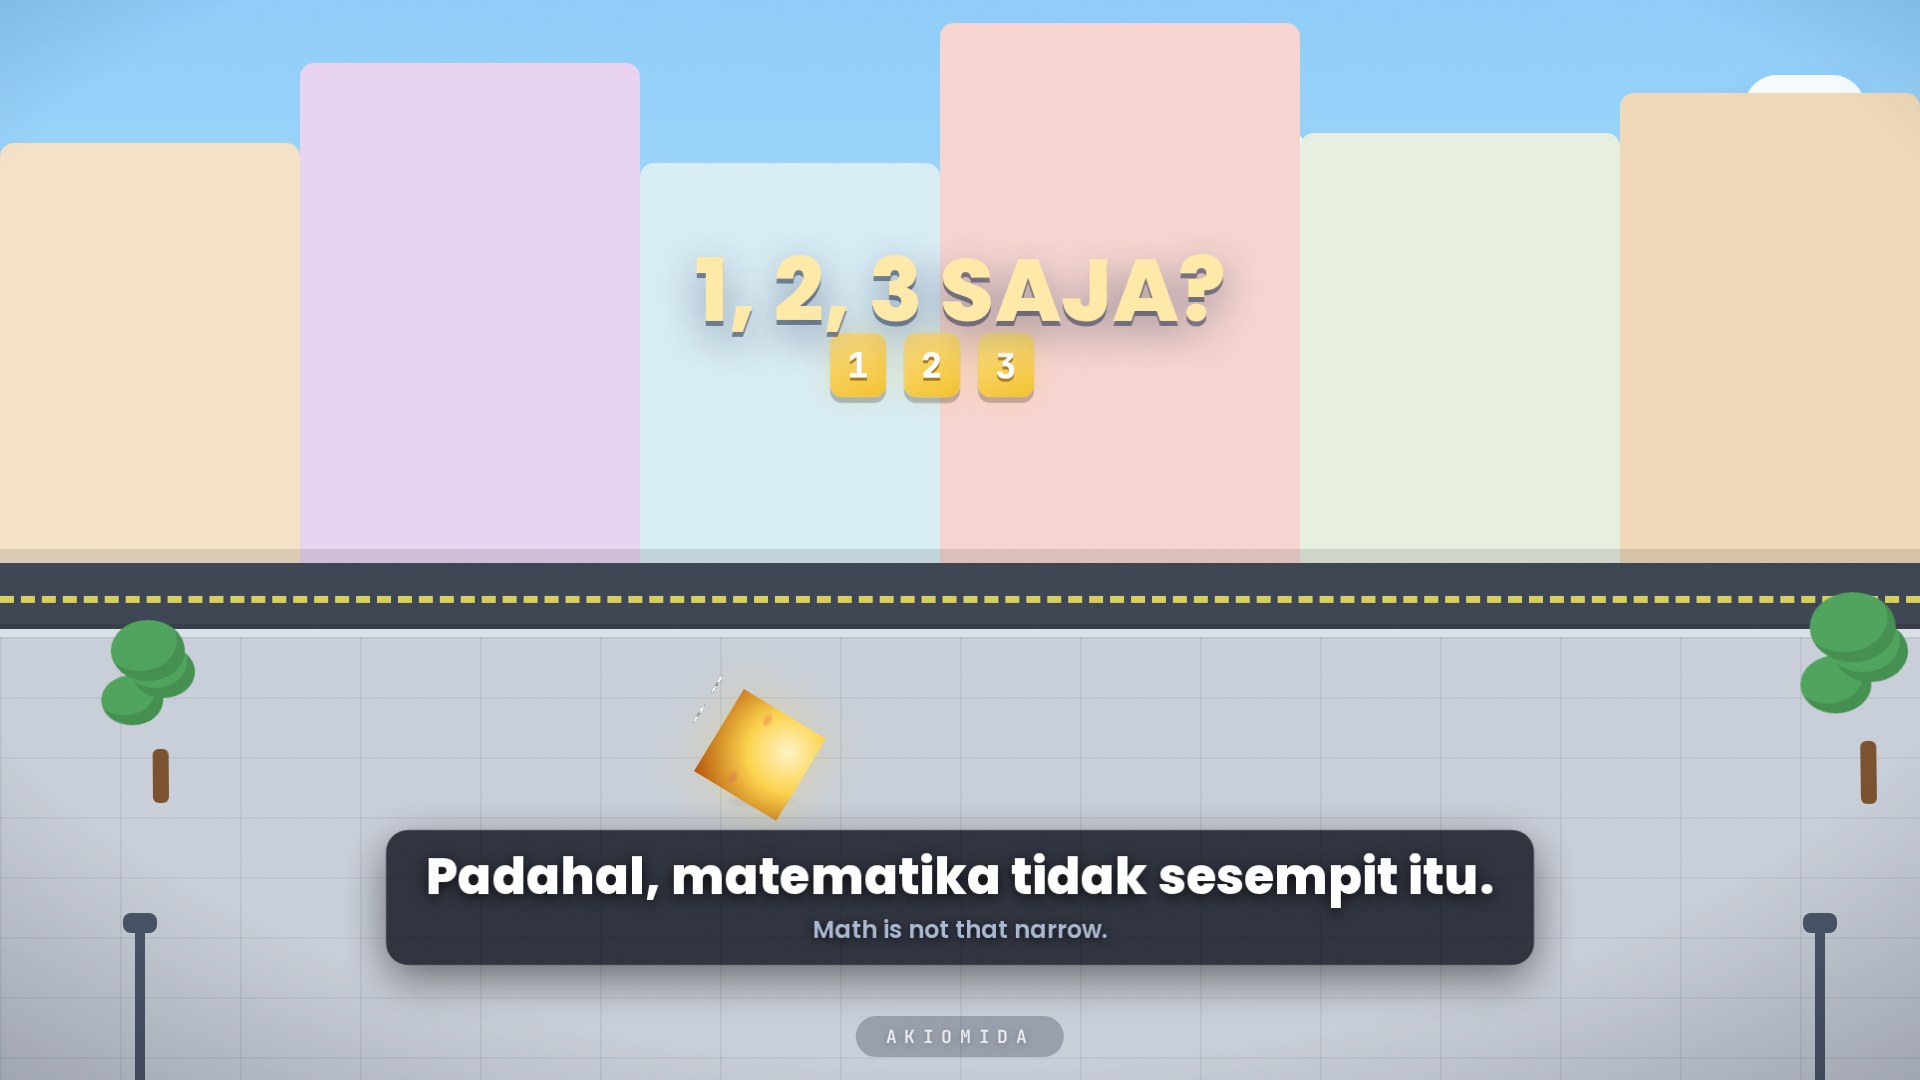 1, 2, 3 SAJA?
1 2 3
Padahal, matematika tidak sesempit itu.
Math is not that narrow.
AKIOMIDA